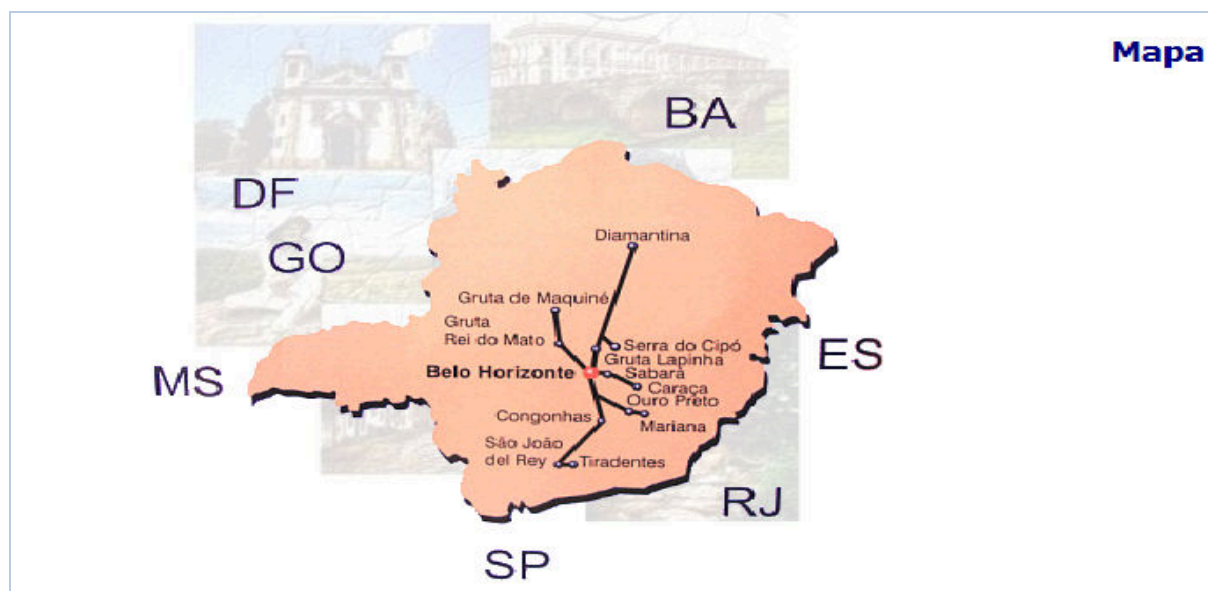 Mapa
BA
DF
GO
Diamantina
Gruta de Maquiné
Gruta
Rei do Mato
Serra do Cipó
Gruta Lapinha
ES
MS
Belo Horizonte
Sabará
Caraça
Ouro Preto
Congonhas
Mariana
São João
del Rey
Tiradentes
RJ
SP